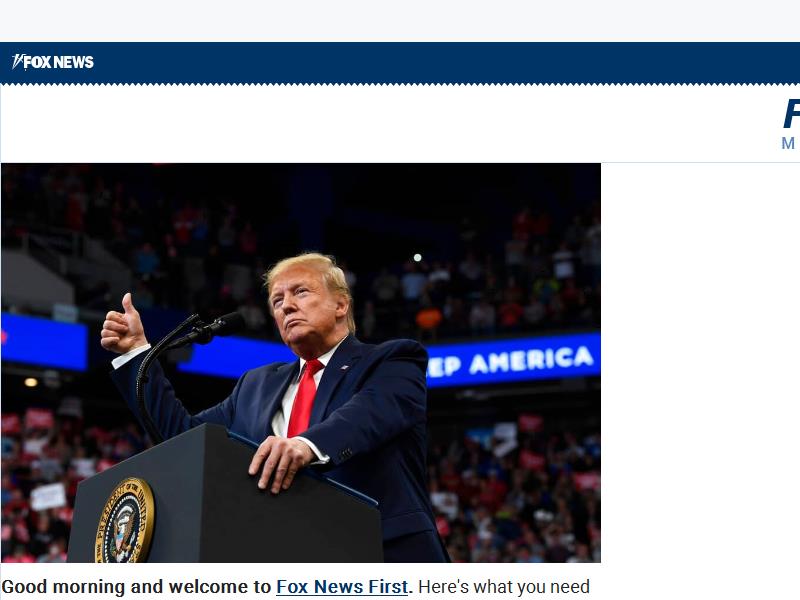 FOX NEWS
F
M
EP AMERICA
Good morning and welcome to Fox News First. Here's what you need